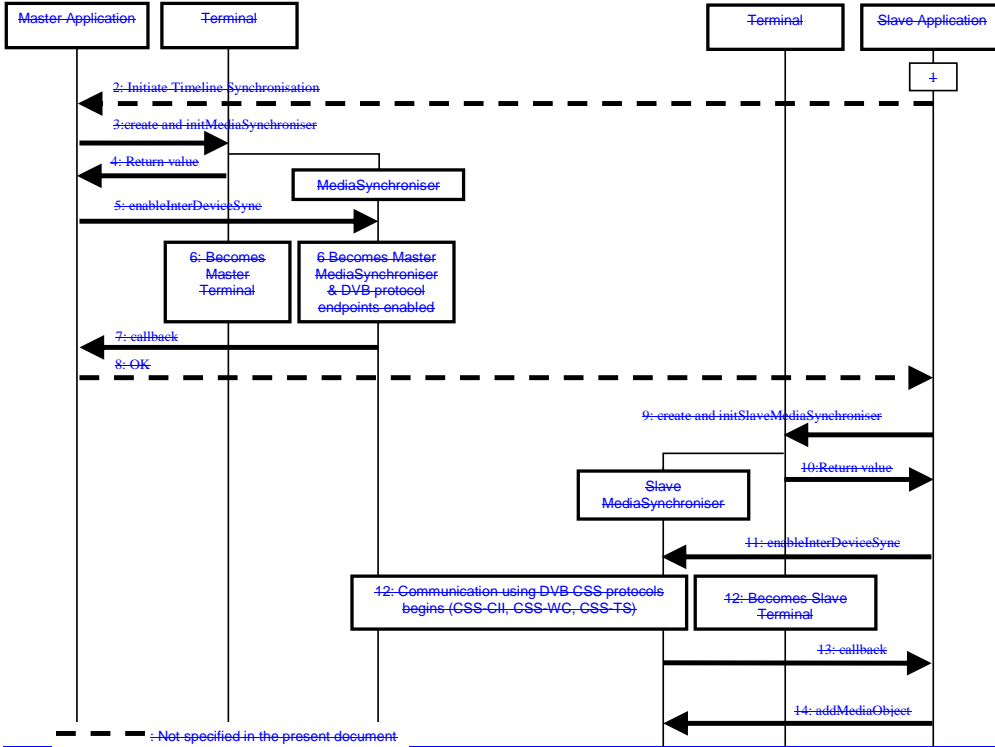 Master Application
Terminal
Terminal
Slave Application
1
2: Initiate Timeline Synchronisation
3:create and initMediaSynchroniser
4: Return value
MediaSynchroniser
5: enableInterDeviceSync
6: Becomes
Master
Terminal
6 Becomes Master
MediaSynchroniser
& DVB protocol
endpoints enabled
7: callback
8: OK
9: create and initSlaveMediaSynchroniser
10:Return value
Slave
MediaSynchroniser
11: enableInterDeviceSync
12: Communication using DVB CSS protocols
begins (CSS-CII, CSS-WC, CSS-TS)
12: Becomes Slave
Terminal
13: callback
14: addMediaObject
: Not specified in the present document